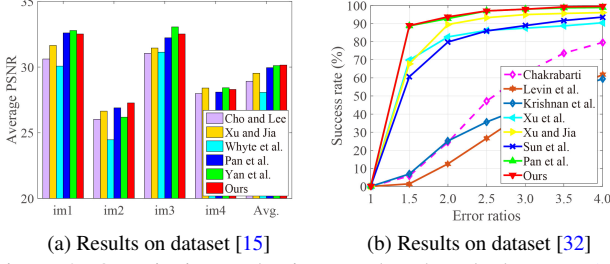 35
30
25
20
Average PSNR
im1 im2 im3 im4 Avg.
Cho and Lee
Xu and Jia
Whyte et al.
Pan et al.
Yan et al.
Ours
(a) Results on dataset [15]
100
90
80
70
60
50
40
30
20
10
0
Success rate (%)
1 1.5 2.0 2.5 3.0 3.5 4.0
Error ratios
Chakrabarti
Levin et al.
Krishnan et al.
Xu et al.
Xu and Jia
Sun et al.
Pan et al.
Ours
(b) Results on dataset [32]